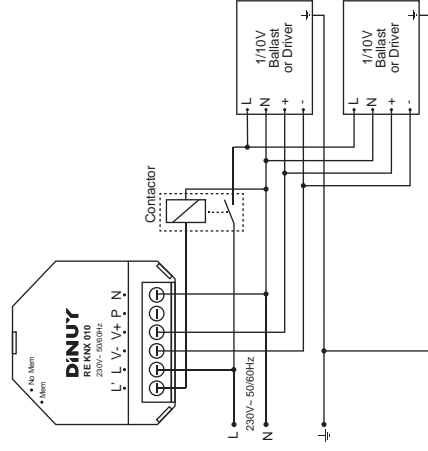 • No Mem
• Mem
DINUY
RE KNX 010
230V~ 50/60Hz
L' L V- V+ P N
Contactor
1/10V
Ballast
or Driver
L
N
+
-
1/10V
Ballast
or Driver
L
N
+
-
L
230V~ 50/60Hz
N